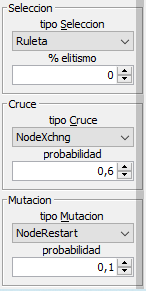 Seleccion
tipo Seleccion
Ruleta
% elitismo
0
Cruce
tipo Cruce
NodeXchng
probabilidad
0,6
Mutacion
tipo Mutacion
NodeRestart
probabilidad
0,1